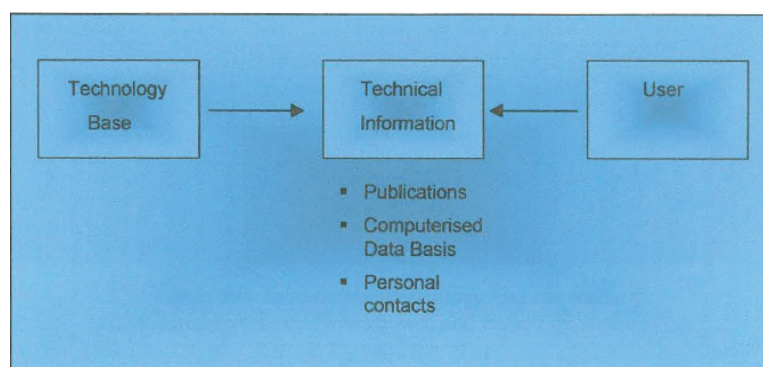 Technology
Base
Technical
Information
User
▪ Publications
▪ Computerised
Data Basis
▪ Personal
contacts